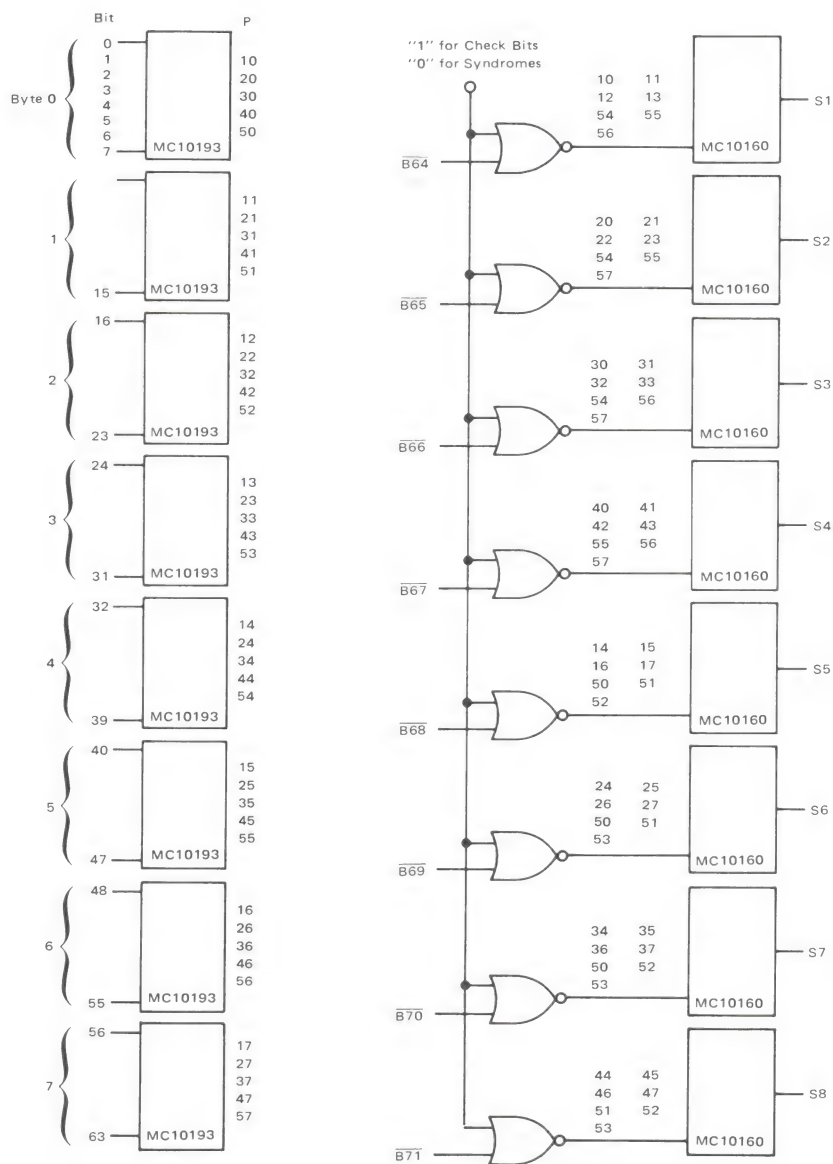 Bit
P
0
1
2
3
4
5
6
7
Byte 0
MC10193
10
20
30
40
50
1
15
MC10193
11
21
31
41
51
16
2
23
MC10193
12
22
32
42
52
24
3
31
MC10193
13
23
33
43
53
32
4
39
MC10193
14
24
34
44
54
40
5
47
MC10193
15
25
35
45
55
48
6
55
MC10193
16
26
36
46
56
56
7
63
MC10193
17
27
37
47
57
"1" for Check Bits
"0" for Syndromes
B64
10 11
12 13
54 55
56
MC10160
S1
B65
20 21
22 23
54 55
57
MC10160
S2
B66
30 31
32 33
54 56
57
MC10160
S3
B67
40 41
42 43
55 56
57
MC10160
S4
B68
14 15
16 17
50 51
52
MC10160
S5
B69
24 25
26 27
50 51
53
MC10160
S6
B70
34 35
36 37
50 52
53
MC10160
S7
B71
44 45
46 47
51 52
53
MC10160
S8